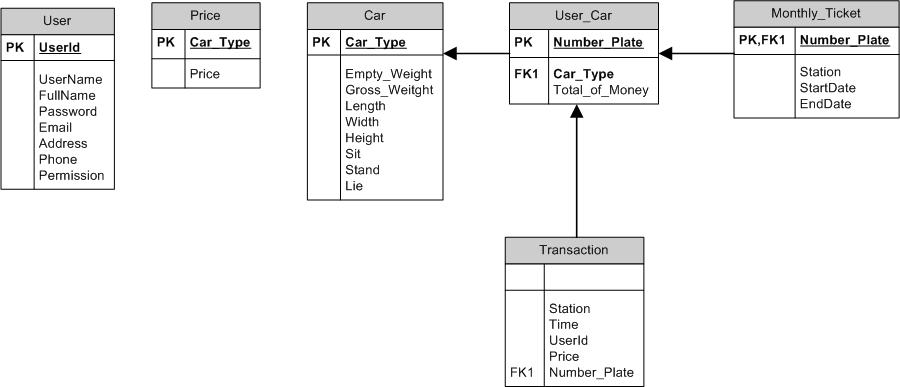 User
PK UserId
UserName
FullName
Password
Email
Address
Phone
Permission
Price
PK Car_Type
Price
Car
PK Car_Type
Empty_Weight
Gross_Weitght
Length
Width
Height
Sit
Stand
Lie
User_Car
PK Number_Plate
FK1 Car_Type
Total_of_Money
Monthly_Ticket
PK,FK1 Number_Plate
Station
StartDate
EndDate
Transaction
Station
Time
UserId
Price
FK1 Number_Plate